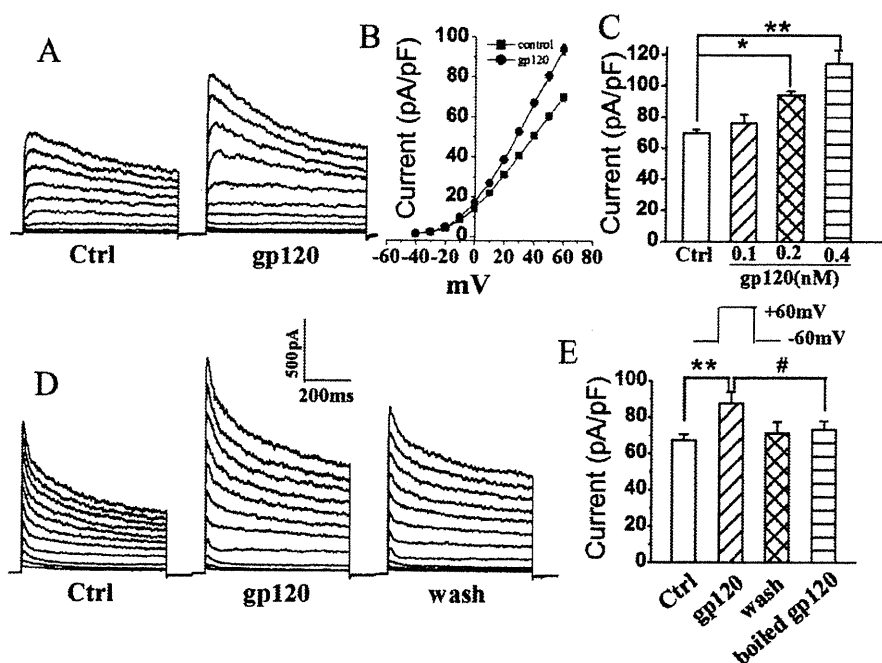 A
Ctrl
gp120
B
Current (pA/pF)
100
80
60
40
20
0
control
gp120
-60 -40 -20 0 20 40 60 80
mV
C
Current (pA/pF)
120
100
80
60
40
20
0
**
*
Ctrl 0.1 0.2 0.4
gp120(nM)
D
500pA
200ms
Ctrl
gp120
wash
+60mV
-60mV
E
Current (pA/pF)
100
80
60
40
20
0
** #
Ctrl
gp120
wash
boiled gp120